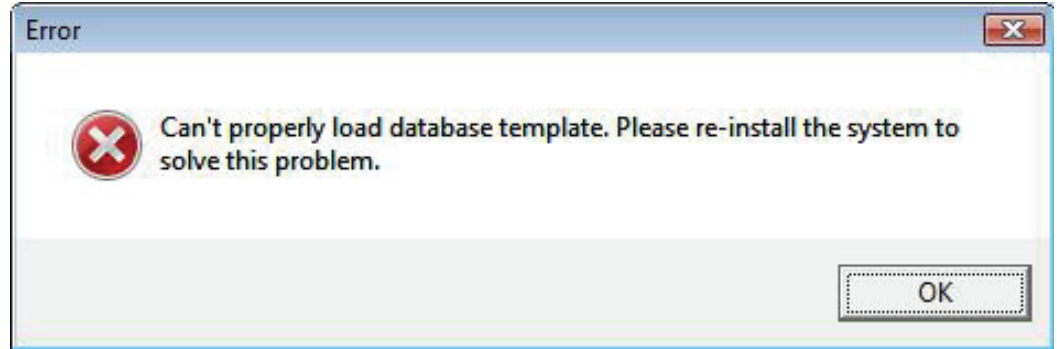 Error
Can't properly load database template. Please re-install the system to
solve this problem.
OK